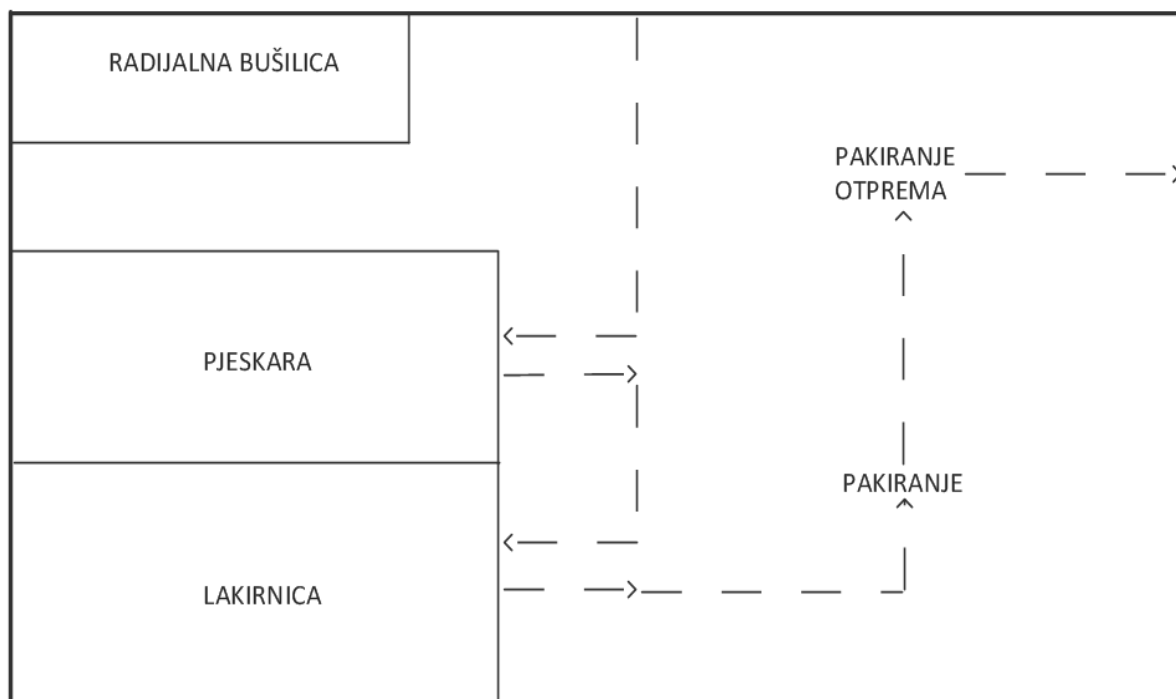 RADIJALNA BUŠILICA
PAKIRANJE
OTPREMA
PJESKARA
PAKIRANJE
LAKIRNICA